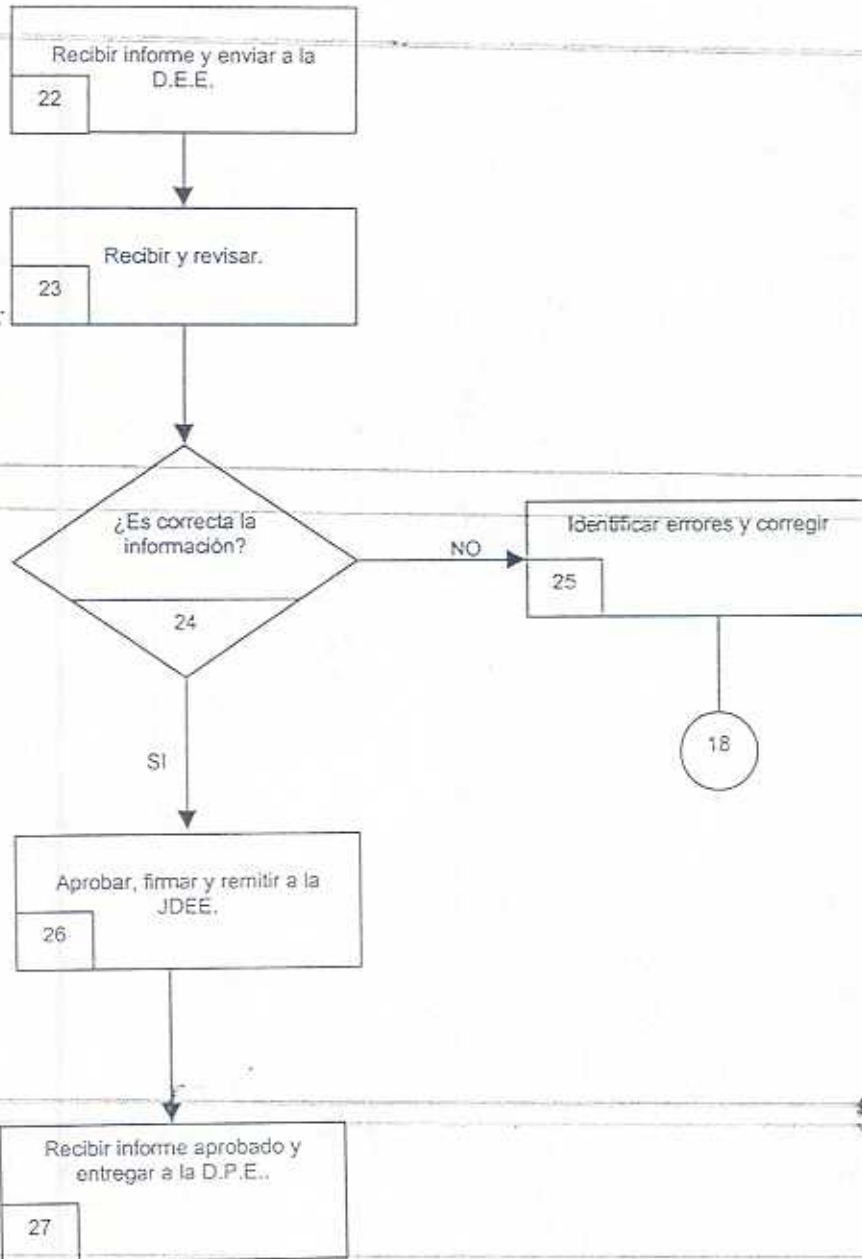 Recibir informe y enviar a la
D.E.E.
22
Recibir y revisar.
23
¿Es correcta la
información?
24
NO
Identificar errores y corregir
25
18
SI
Aprobar, firmar y remitir a la
JDEE.
26
Recibir informe aprobado y
entregar a la D.P.E..
27